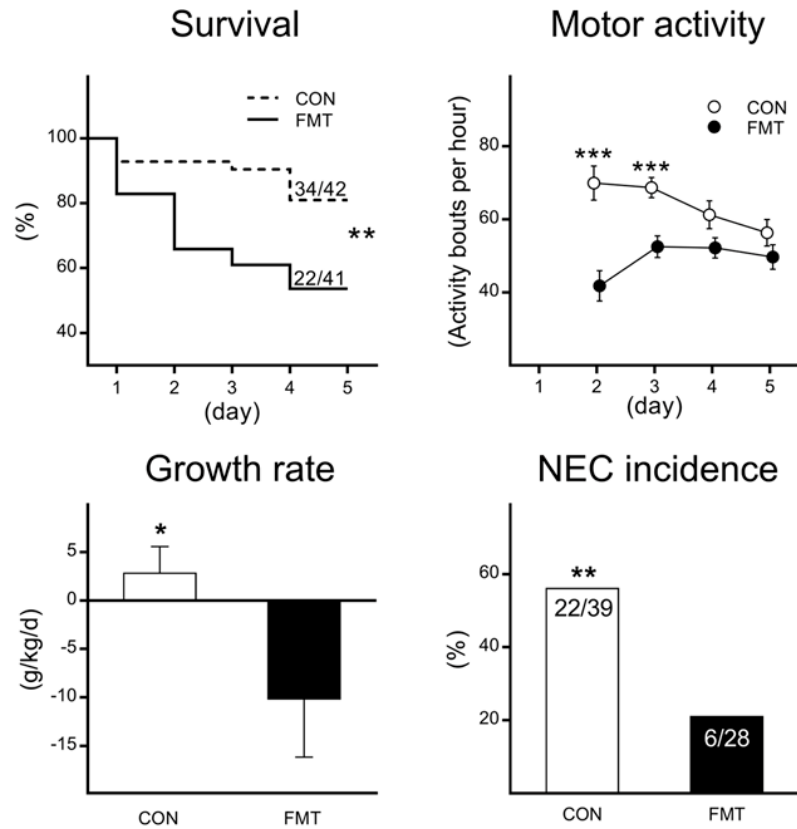 Survival
CON
FMT
100
80
60
40
(%)
34/42
**
22/41
1 2 3 4 5
(day)
Motor activity
CON
FMT
80
60
40
(Activity bouts per hour)
*** ***
1 2 3 4 5
(day)
Growth rate
*
5
0
-5
-10
-15
(g/kg/d)
CON FMT
NEC incidence
60
40
20
(%)
**
22/39
6/28
CON FMT